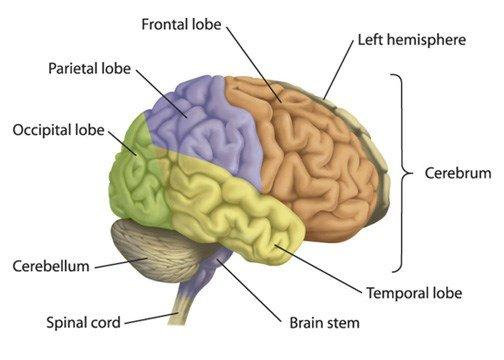 Frontal lobe
Left hemisphere
Parietal lobe
Occipital lobe
Cerebrum
Cerebellum
Temporal lobe
Spinal cord
Brain stem